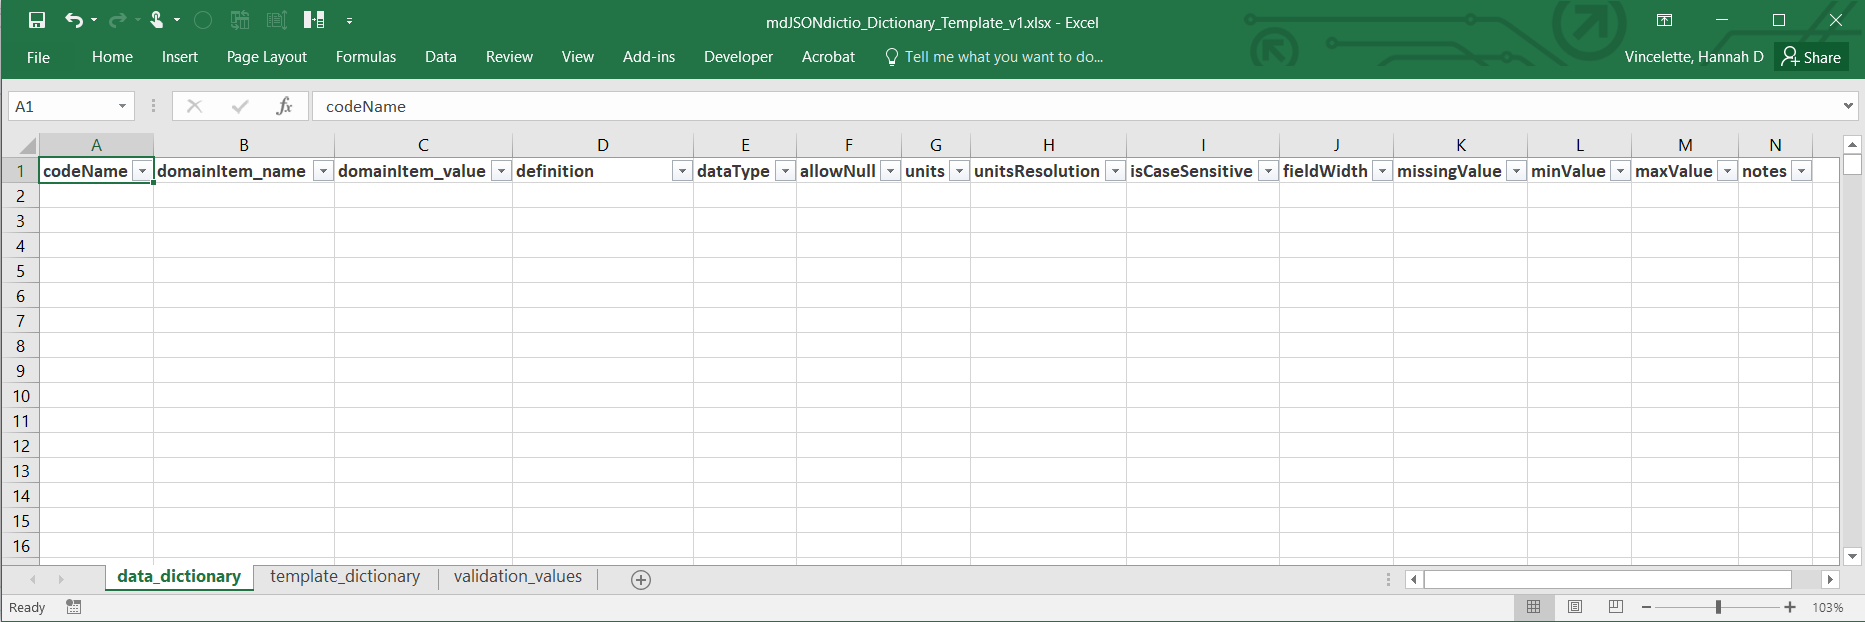 mdJSONdictio_Dictionary_Template_v1.xlsx - Excel
File Home Insert Page Layout Formulas Data Review View Add-ins Developer Acrobat Tell me what you want to do... Vincelette, Hannah D Share
A1 fx codeName
A B C D E F G H I J K L M N
1 codeName domainItem_name domainItem_value definition dataType allowNull units unitsResolution isCaseSensitive fieldWidth missingValue minValue maxValue notes
2
3
4
5
6
7
8
9
10
11
12
13
14
15
16
data_dictionary template_dictionary validation_values
Ready 103%